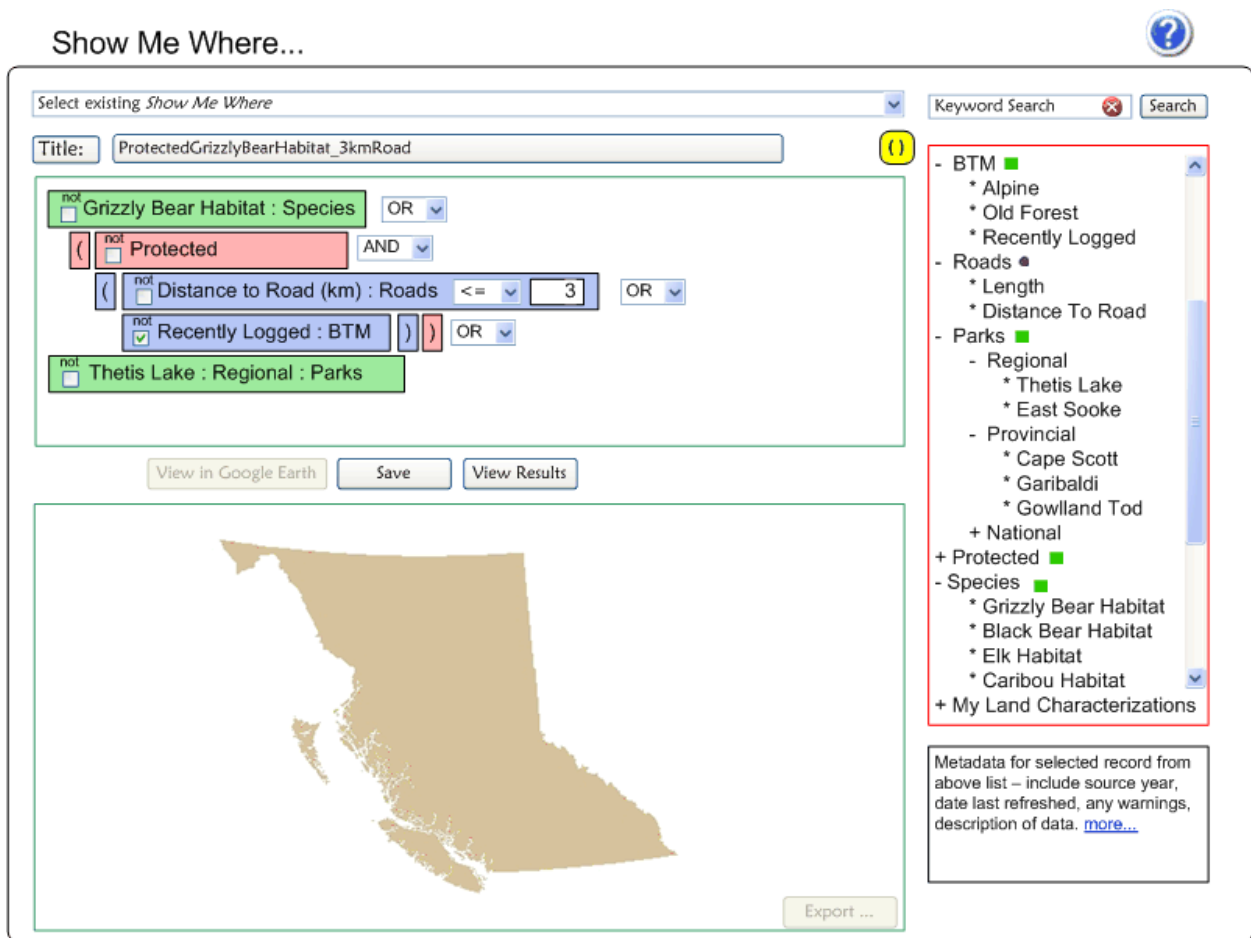 Show Me Where...
?
Select existing Show Me Where
Keyword Search
Search
Title:
ProtectedGrizzlyBearHabitat_3kmRoad
( )
not Grizzly Bear Habitat : Species OR
( not Protected AND
( not Distance to Road (km) : Roads <= 3 OR
not Recently Logged : BTM ) ) OR
not Thetis Lake : Regional : Parks
View in Google Earth
Save
View Results
Export ...
- BTM
* Alpine
* Old Forest
* Recently Logged
- Roads
* Length
* Distance To Road
- Parks
- Regional
* Thetis Lake
* East Sooke
- Provincial
* Cape Scott
* Garibaldi
* Gowlland Tod
+ National
+ Protected
- Species
* Grizzly Bear Habitat
* Black Bear Habitat
* Elk Habitat
* Caribou Habitat
+ My Land Characterizations
Metadata for selected record from
above list – include source year,
date last refreshed, any warnings,
description of data. more...